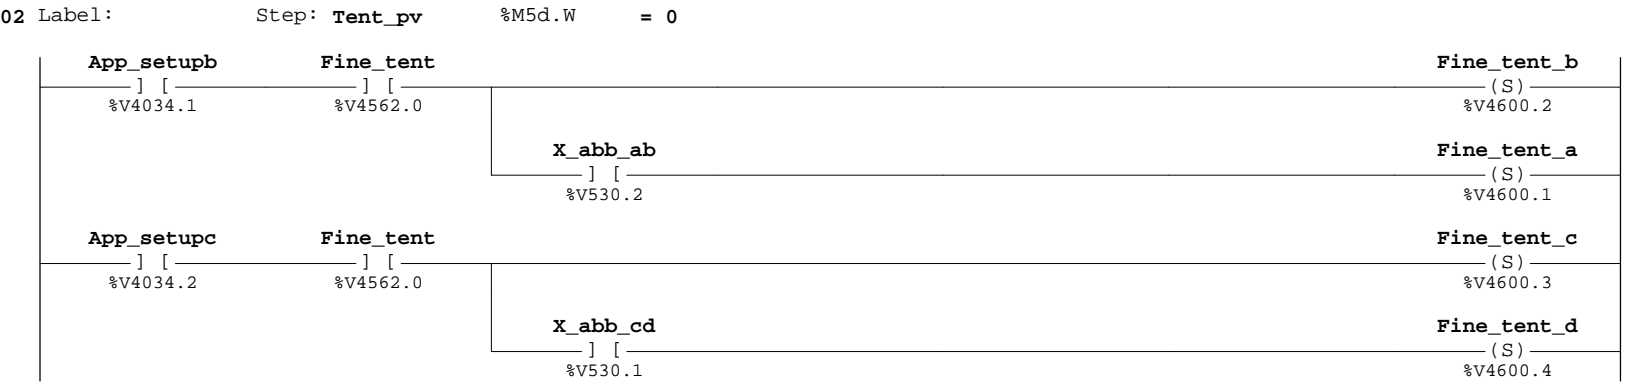 02 Label: Step: Tent_pv %M5d.W = 0
App_setupb Fine_tent Fine_tent_b
] [ ] [ (S)
%V4034.1 %V4562.0 %V4600.2
X_abb_ab Fine_tent_a
] [ (S)
%V530.2 %V4600.1
App_setupc Fine_tent Fine_tent_c
] [ ] [ (S)
%V4034.2 %V4562.0 %V4600.3
X_abb_cd Fine_tent_d
] [ (S)
%V530.1 %V4600.4